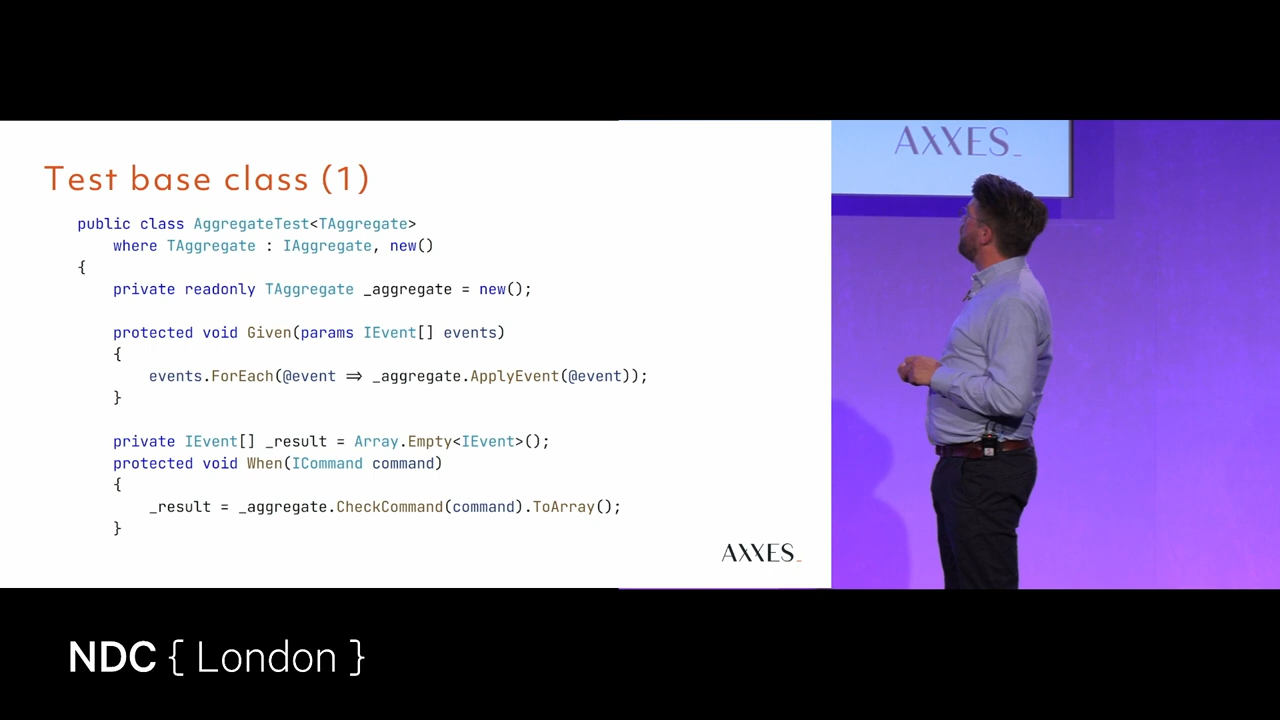 Test base class (1)
public class AggregateTest<TAggregate>
    where TAggregate : IAggregate, new()
{
    private readonly TAggregate _aggregate = new();

    protected void Given(params IEvent[] events)
    {
        events.ForEach(@event => _aggregate.ApplyEvent(@event));
    }

    private IEvent[] _result = Array.Empty<IEvent>();
    protected void When(ICommand command)
    {
        _result = _aggregate.CheckCommand(command).ToArray();
    }
AXXES_
AXXES_
NDC { London }